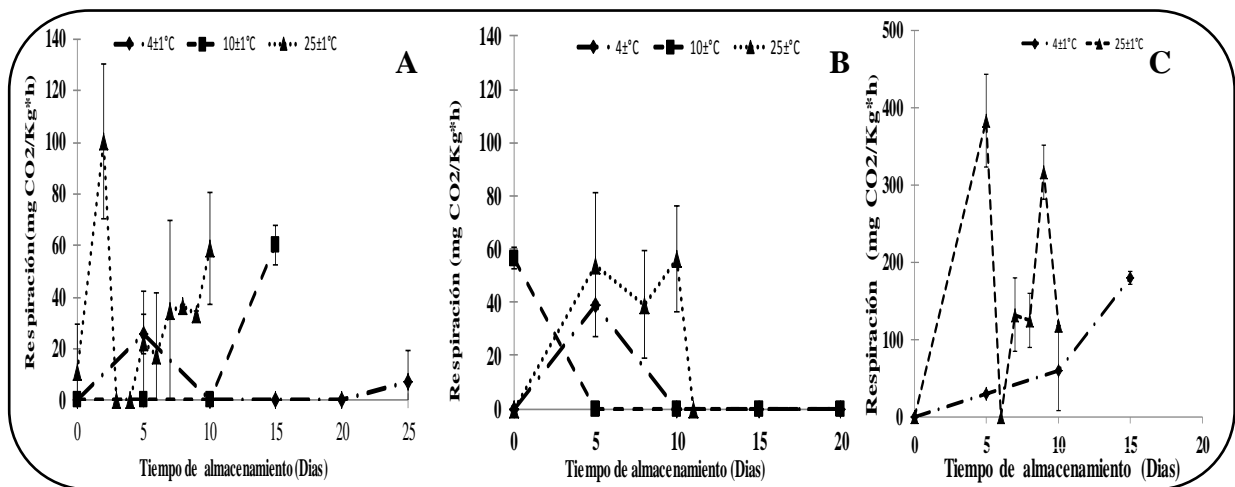 4±1°C 10±1°C 25±1°C
A
Respiración(mg CO2/Kg*h)
140
120
100
80
60
40
20
0
0 5 10 15 20 25
Tiempo de almacenamiento(Dias)
4±°C 10±°C 25±°C
B
Respiración (mg CO2/Kg*h)
140
120
100
80
60
40
20
0
0 5 10 15 20
Tiempo de almacenamiento(Dias)
4±1°C 25±1°C
C
Respiración (mg CO2/Kg*h)
500
400
300
200
100
0
0 5 10 15 20
Tiempo de almacenamiento (Dias)